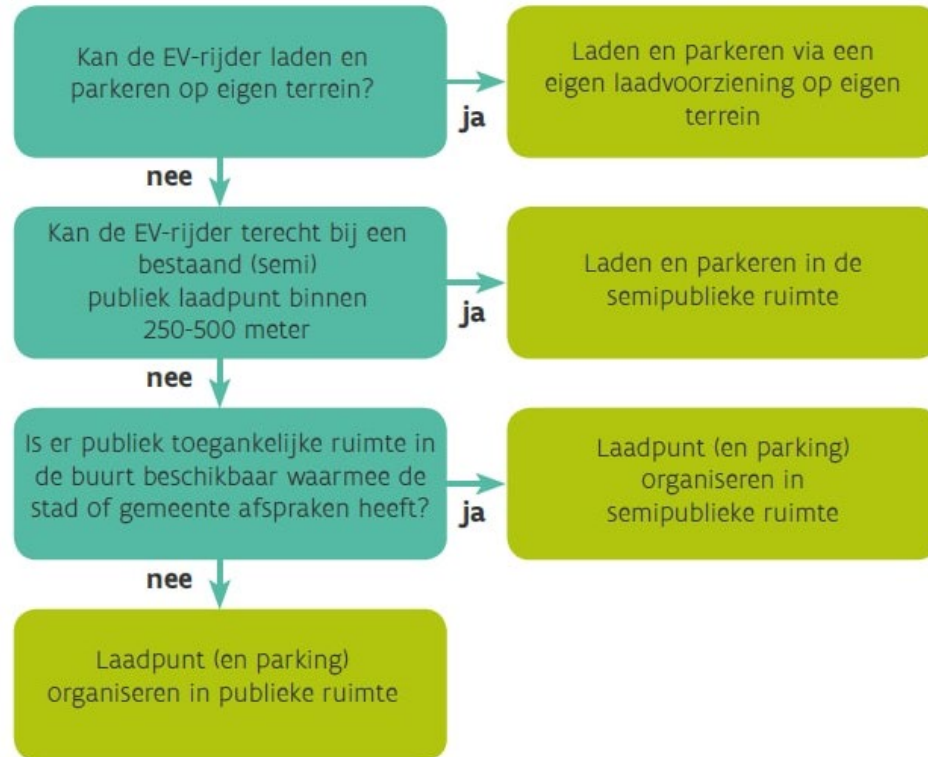 Kan de EV-rijder laden en
parkeren op eigen terrein?
ja
Laden en parkeren via een
eigen laadvoorziening op eigen
terrein
nee
Kan de EV-rijder terecht bij een
bestaand (semi)
publiek laadpunt binnen
250-500 meter
ja
Laden en parkeren in de
semipublieke ruimte
nee
Is er publiek toegankelijke ruimte in
de buurt beschikbaar waarmee de
stad of gemeente afspraken heeft?
ja
Laadpunt (en parking)
organiseren in
semipublieke ruimte
nee
Laadpunt (en parking)
organiseren in publieke ruimte